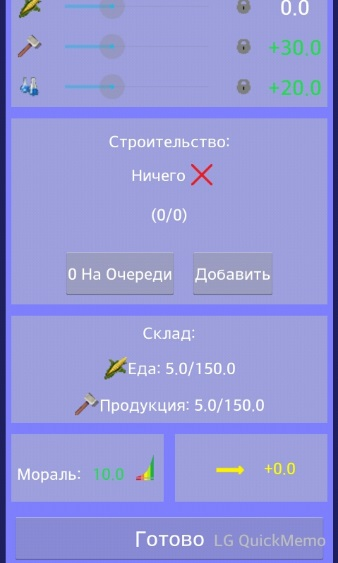 0.0
+30.0
+20.0
Строительство:
Ничего
(0/0)
0 На Очереди Добавить
Склад:
Еда: 5.0/150.0
Продукция: 5.0/150.0
Мораль: 10.0 +0.0
Готово LG QuickMemo